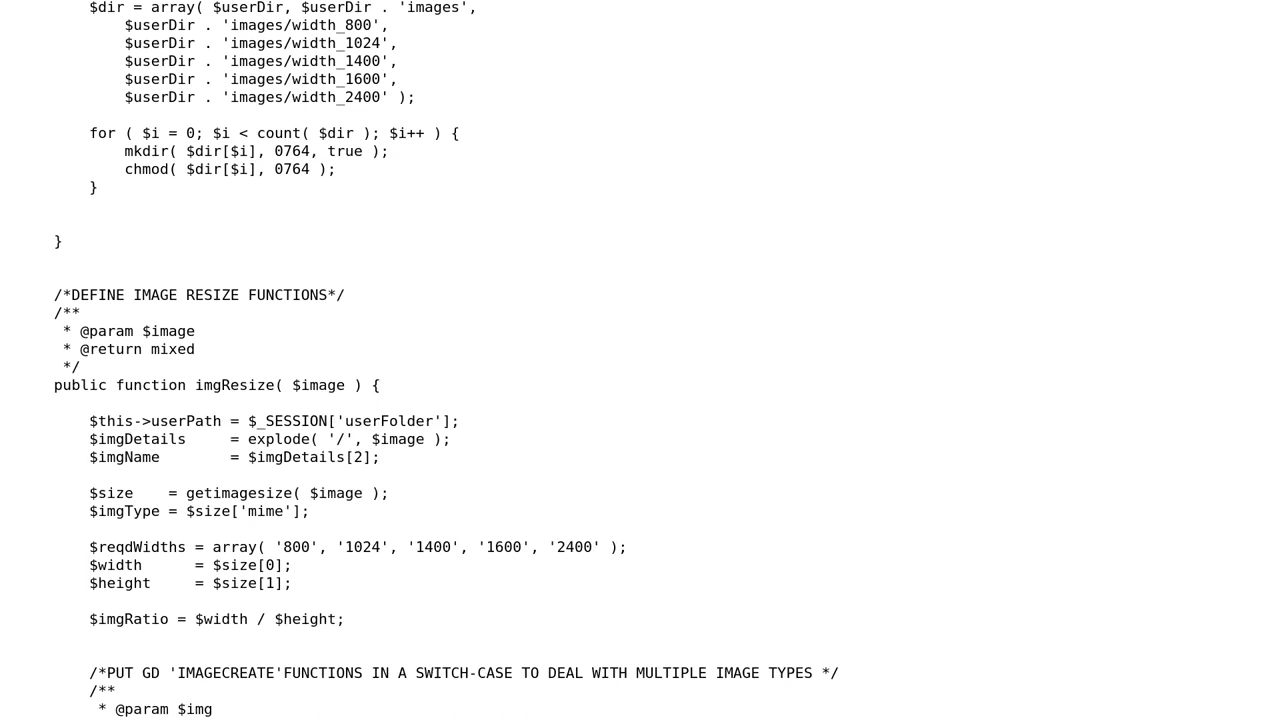 $dir = array( $userDir, $userDir . 'images',
$userDir . 'images/width_800',
$userDir . 'images/width_1024',
$userDir . 'images/width_1400',
$userDir . 'images/width_1600',
$userDir . 'images/width_2400' );
for ( $i = 0; $i < count( $dir ); $i++ ) {
mkdir( $dir[$i], 0764, true );
chmod( $dir[$i], 0764 );
}
}
/*DEFINE IMAGE RESIZE FUNCTIONS*/
/**
* @param $image
* @return mixed
*/
public function imgResize( $image ) {
$this->userPath = $_SESSION['userFolder'];
$imgDetails     = explode( '/', $image );
$imgName        = $imgDetails[2];
$size    = getimagesize( $image );
$imgType = $size['mime'];
$reqdWidths = array( '800', '1024', '1400', '1600', '2400' );
$width      = $size[0];
$height     = $size[1];
$imgRatio = $width / $height;
/*PUT GD 'IMAGECREATE'FUNCTIONS IN A SWITCH-CASE TO DEAL WITH MULTIPLE IMAGE TYPES */
/**
* @param $img